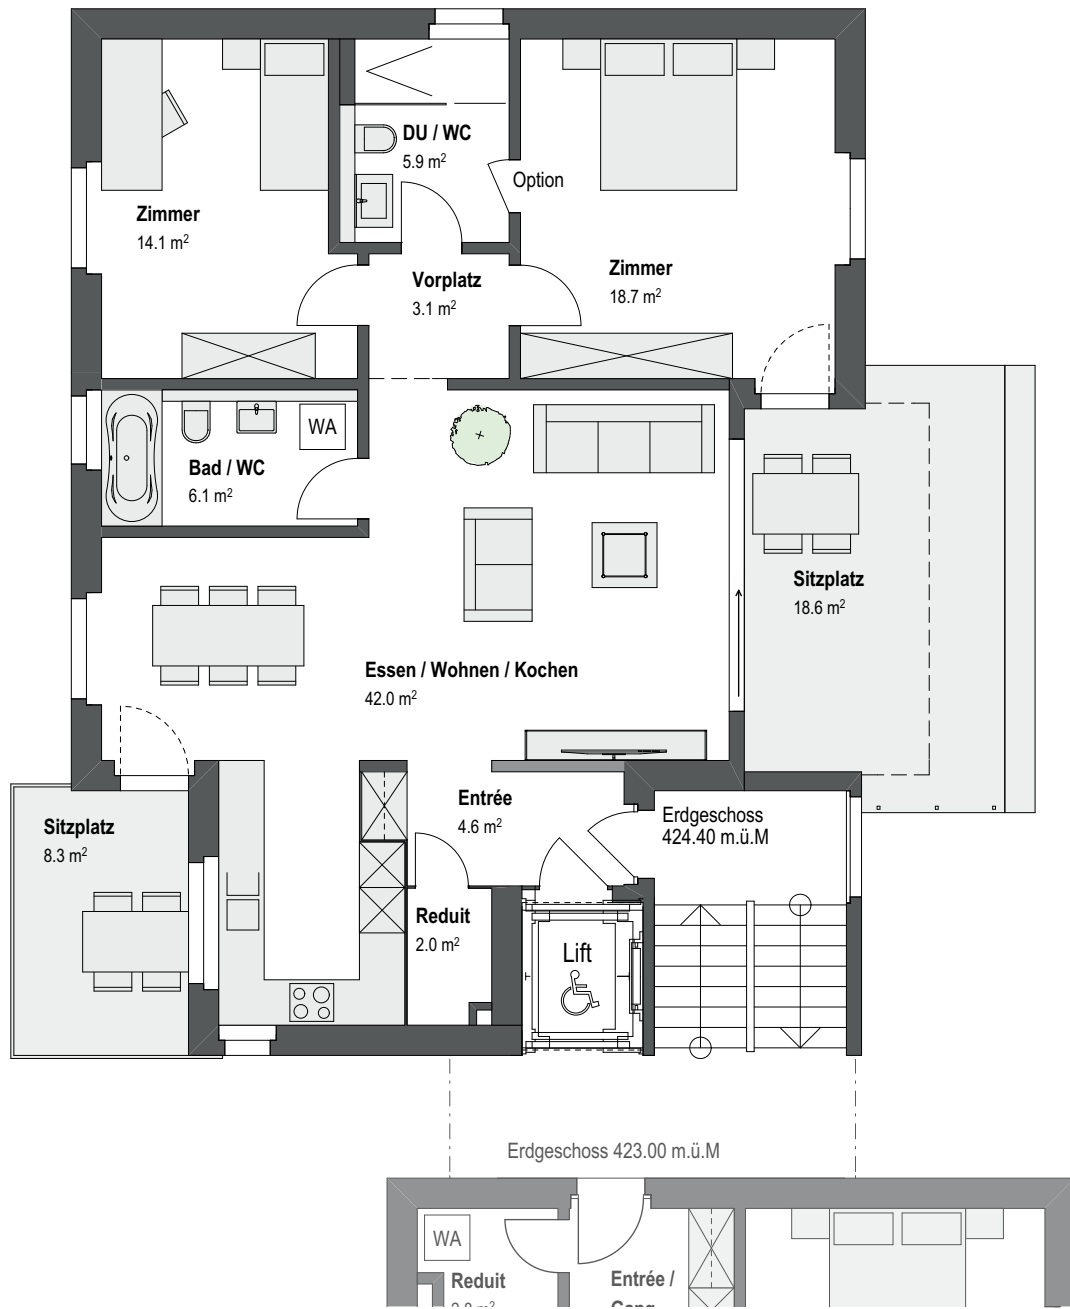 DU / WC
5.9 m²
Option
Zimmer
14.1 m²
Zimmer
18.7 m²
Vorplatz
3.1 m²
WA
Bad / WC
6.1 m²
Sitzplatz
18.6 m²
Essen / Wohnen / Kochen
42.0 m²
Entrée
4.6 m²
Erdgeschoss
424.40 m.ü.M
Sitzplatz
8.3 m²
Reduit
2.0 m²
Lift
Erdgeschoss 423.00 m.ü.M
WA
Reduit
Entrée /